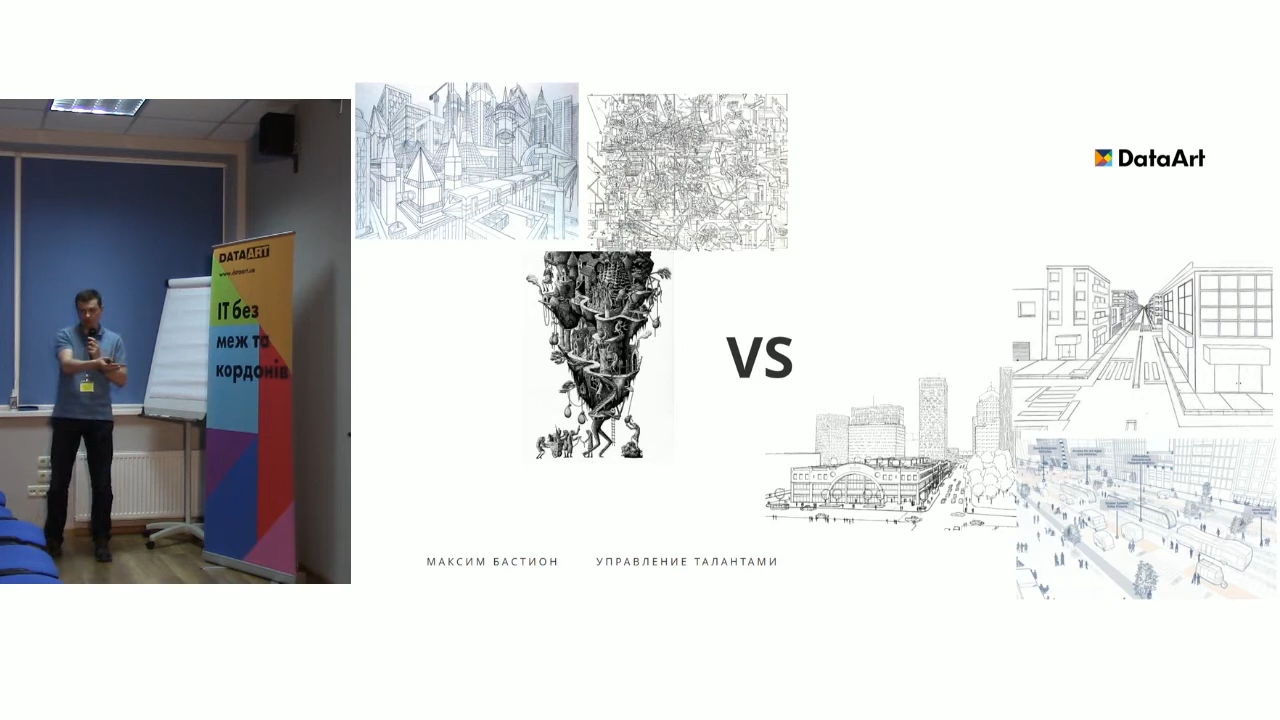 DATAART
www.dataart.ua
IT без
меж та
кордонів
DataArt
VS
МАКСИМ БАСТИОН
УПРАВЛЕНИЕ ТАЛАНТАМИ